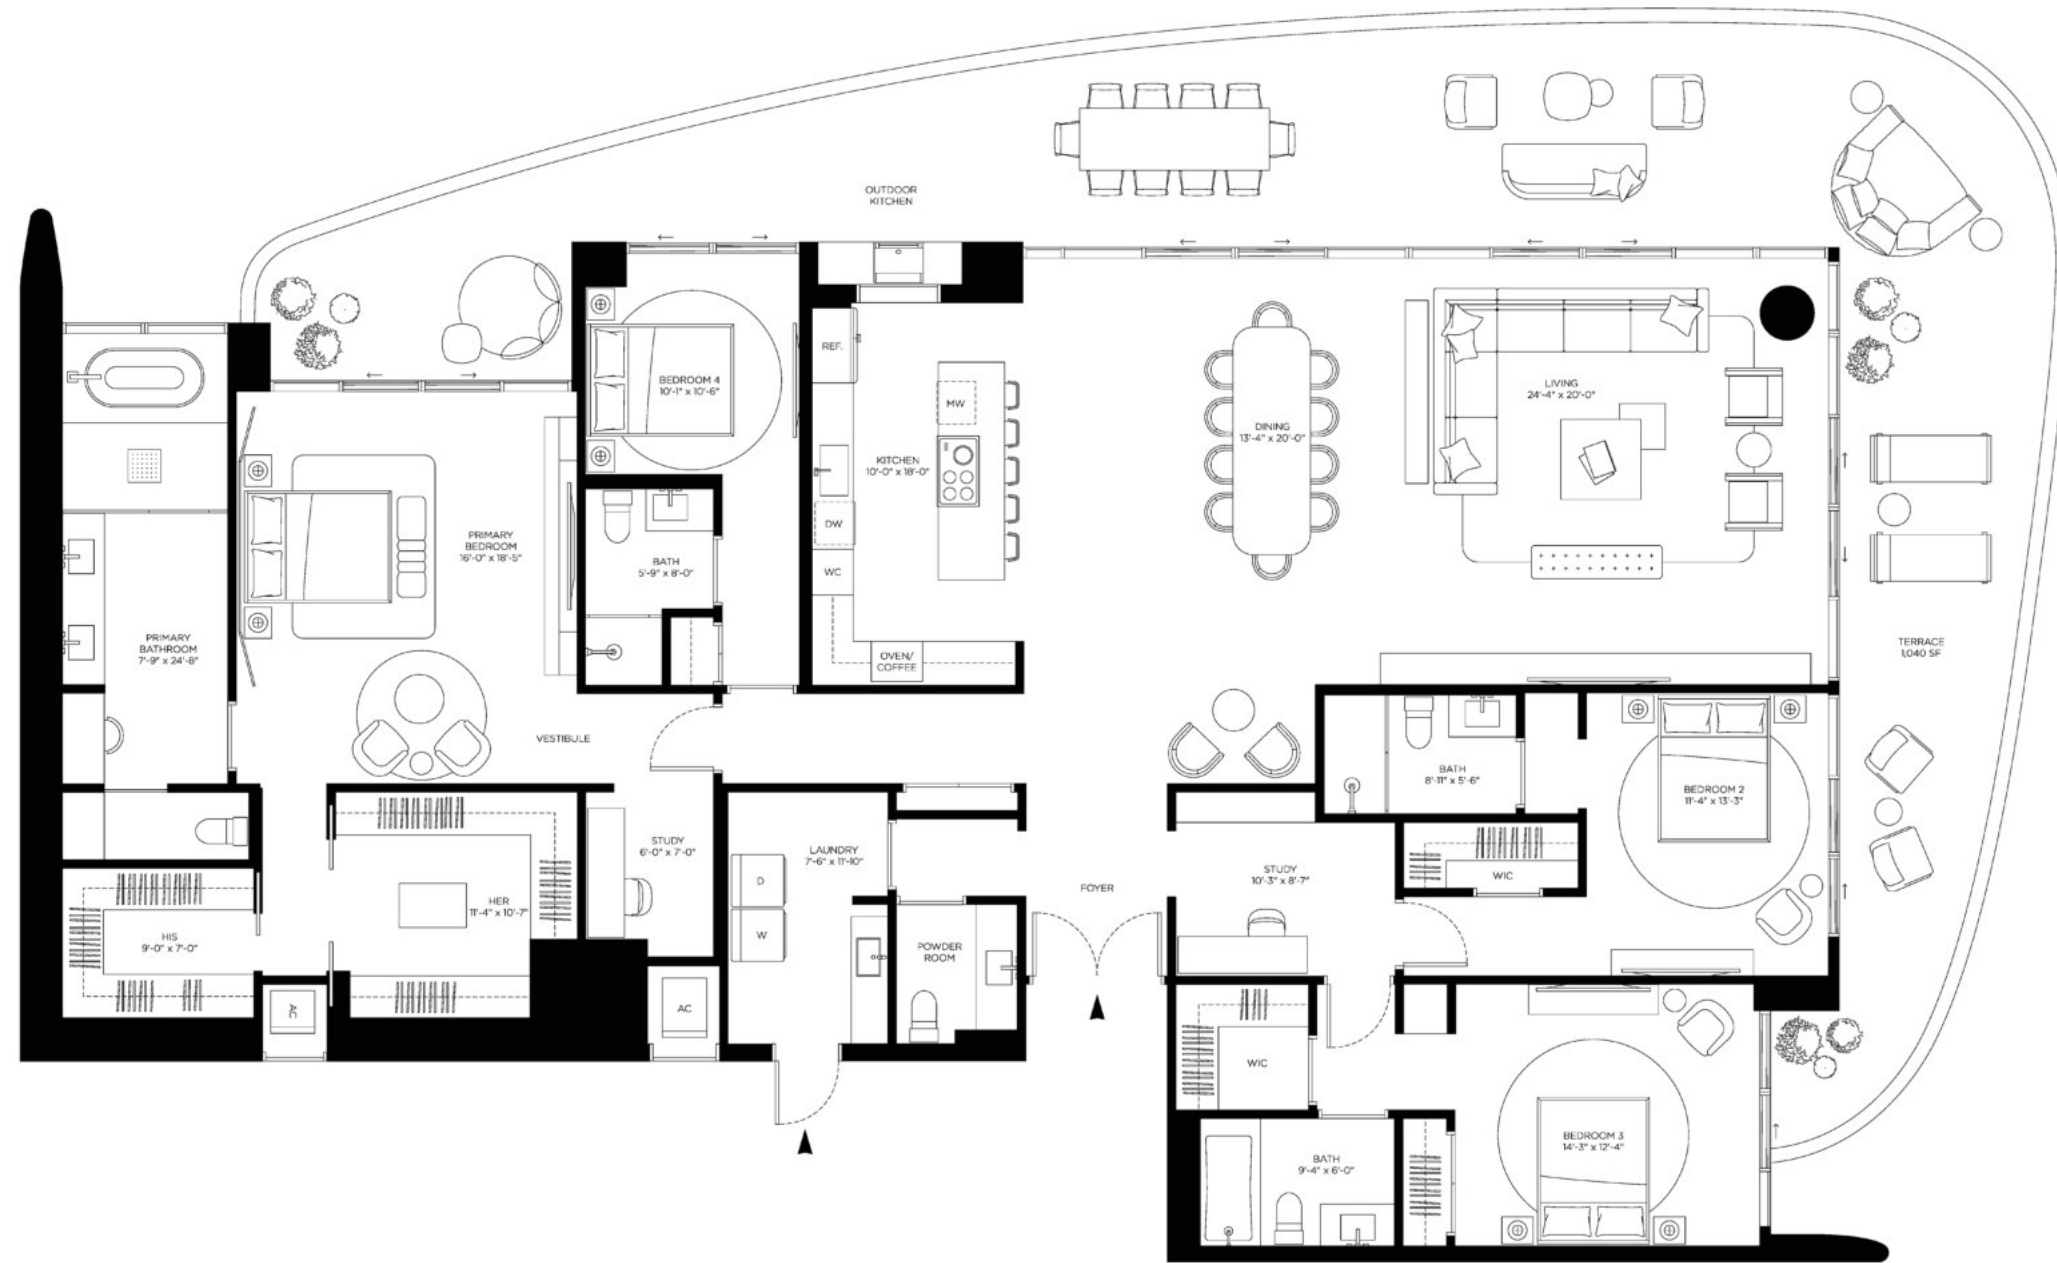 OUTDOOR
KITCHEN
REF.
BEDROOM 4
10'-1" x 10'-6"
MW
LIVING
24'-4" x 20'-0"
DINING
13'-4" x 20'-0"
KITCHEN
10'-0" x 18'-0"
DW
WC
PRIMARY
BEDROOM
16'-0" x 18'-5"
BATH
5'-9" x 8'-0"
PRIMARY
BATHROOM
7'-9" x 24'-8"
OVEN/
COFFEE
TERRACE
1,040 SF
VESTIBULE
BATH
8'-11" x 5'-6"
BEDROOM 2
11'-4" x 13'-3"
STUDY
6'-0" x 7'-0"
LAUNDRY
7'-6" x 11'-10"
D
W
FOYER
STUDY
10'-3" x 8'-7"
WIC
HER
11'-4" x 10'-7"
HIS
9'-0" x 7'-0"
POWDER
ROOM
AC
AC
WIC
BEDROOM 3
14'-3" x 12'-4"
BATH
9'-4" x 6'-0"